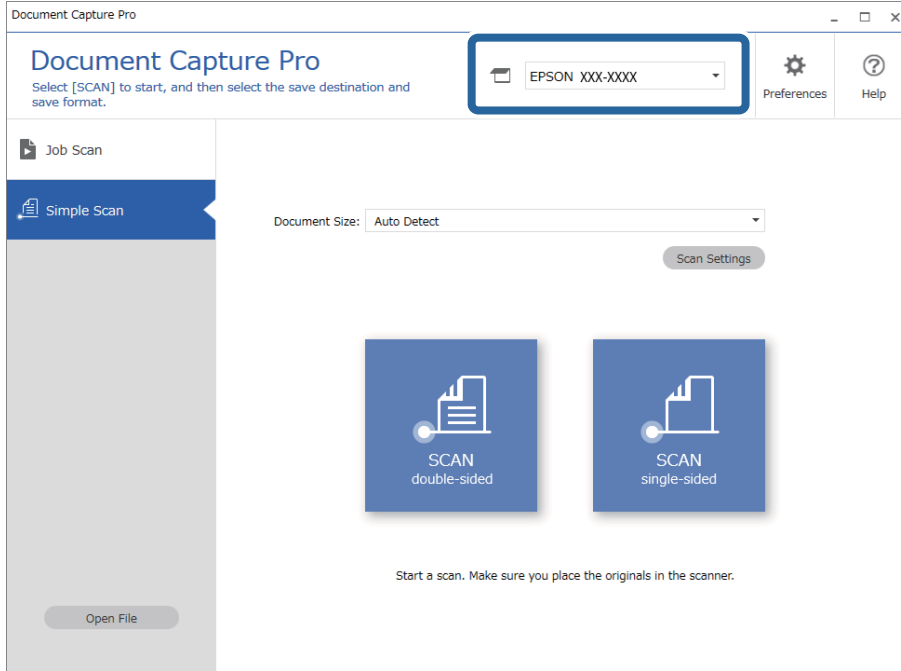 Document Capture Pro
Document Capture Pro
Select [SCAN] to start, and then select the save destination and
save format.
EPSON XXX-XXXX
Preferences
Help
Job Scan
Simple Scan
Document Size:
Auto Detect
Scan Settings
SCAN
double-sided
SCAN
single-sided
Start a scan. Make sure you place the originals in the scanner.
Open File